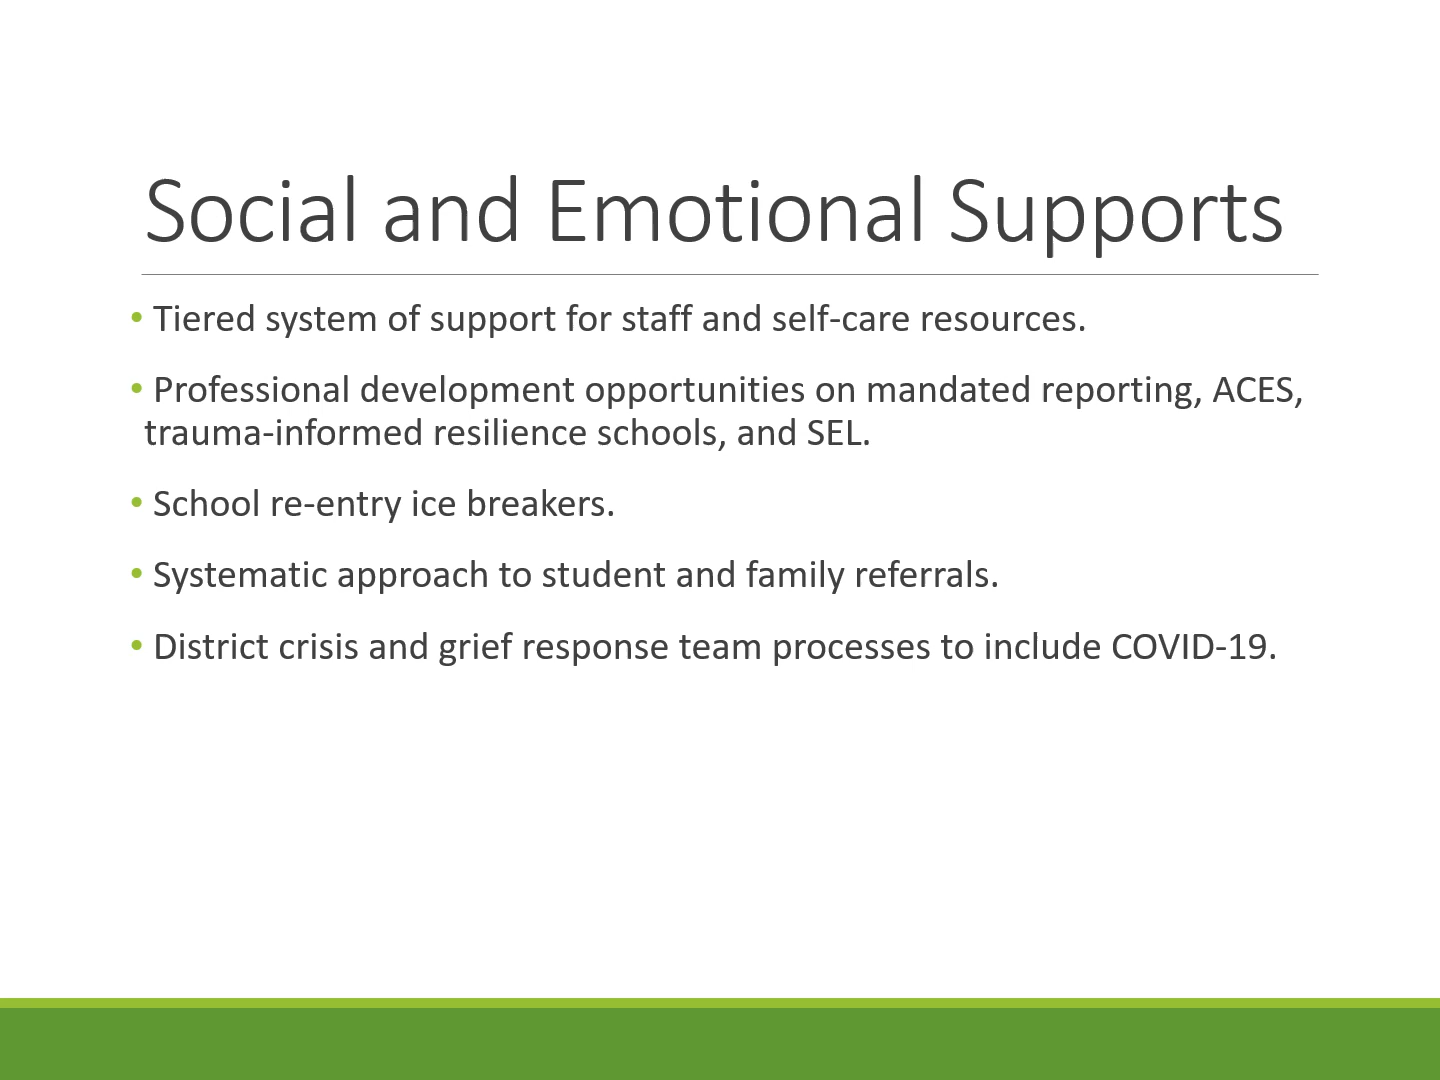 Social and Emotional Supports
• Tiered system of support for staff and self-care resources.
• Professional development opportunities on mandated reporting, ACES,
trauma-informed resilience schools, and SEL.
• School re-entry ice breakers.
• Systematic approach to student and family referrals.
• District crisis and grief response team processes to include COVID-19.